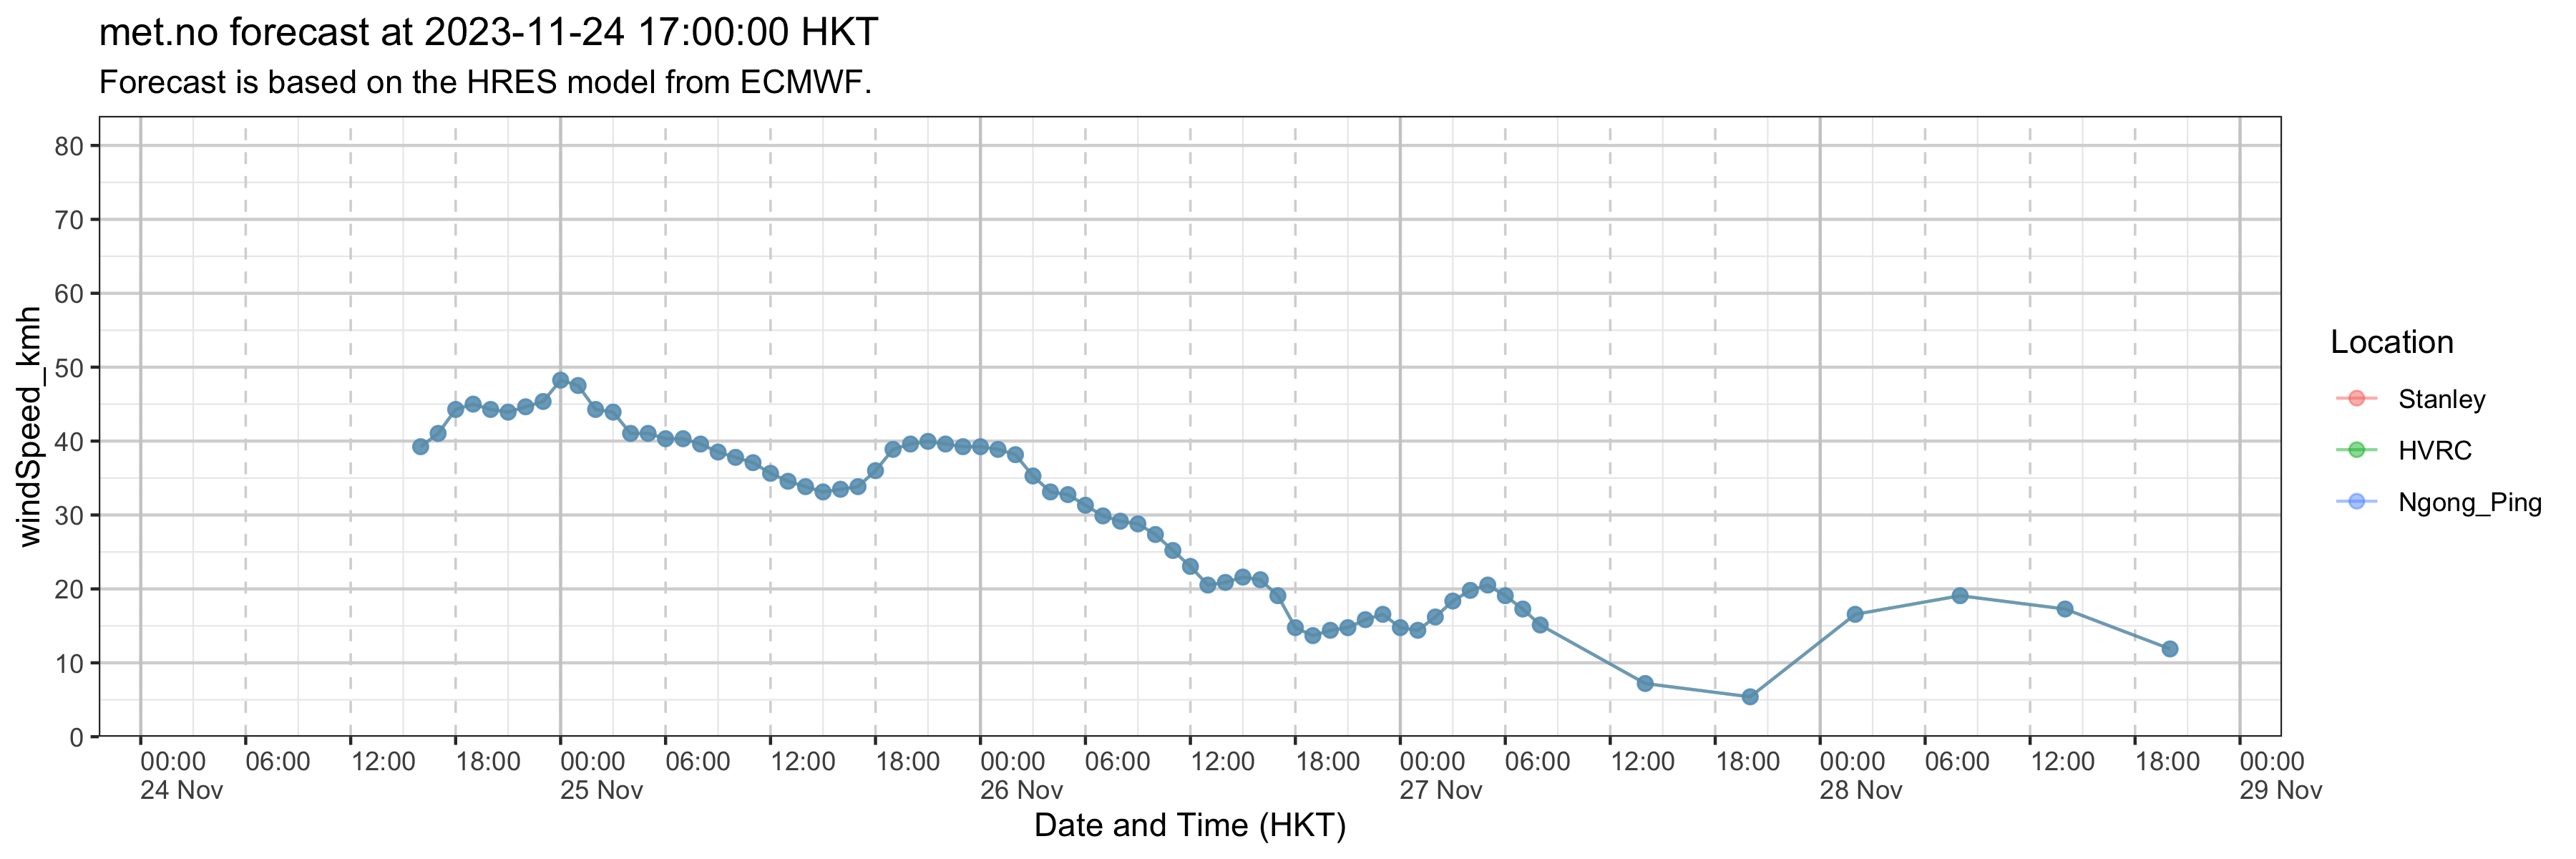 met.no forecast at 2023-11-24 17:00:00 HKT
Forecast is based on the HRES model from ECMWF.
windSpeed_kmh
80
70
60
50
40
30
20
10
0
00:00 06:00 12:00 18:00 00:00 06:00 12:00 18:00 00:00 06:00 12:00 18:00 00:00 06:00 12:00 18:00 00:00 06:00 12:00 18:00 00:00
24 Nov 25 Nov 26 Nov 27 Nov 28 Nov 29 Nov
Date and Time (HKT)
Location
Stanley
HVRC
Ngong_Ping